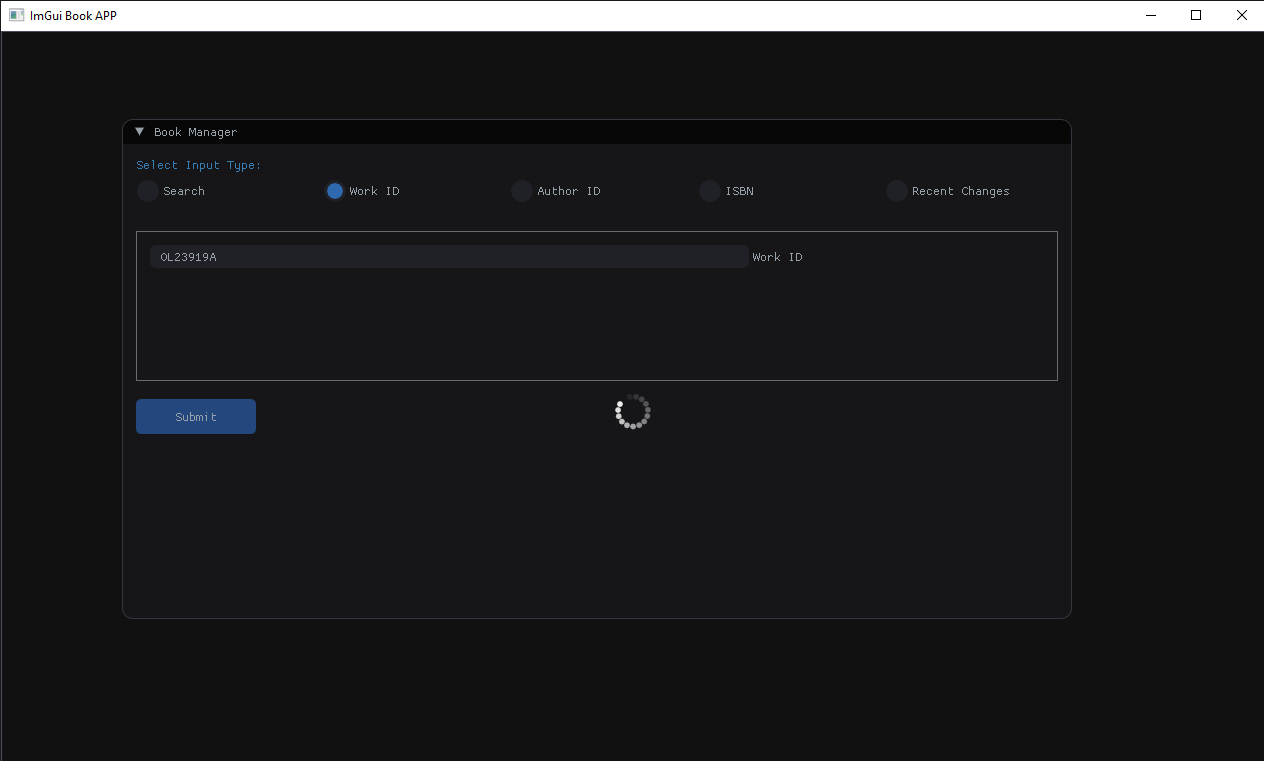 ImGui Book APP
Book Manager
Select Input Type:
Search Work ID Author ID ISBN Recent Changes
OL23919A Work ID
Submit